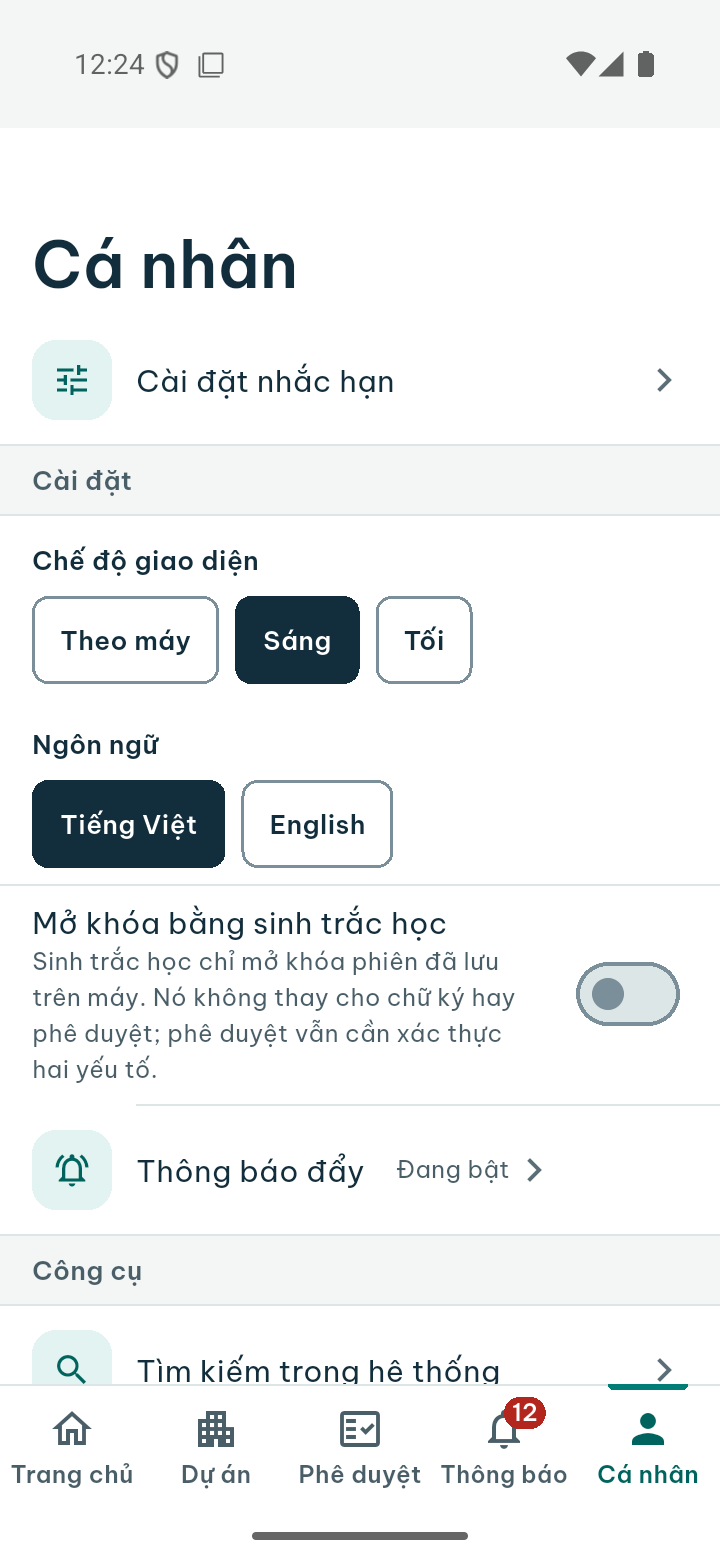 12:24
Cá nhân
Cài đặt nhắc hạn
Cài đặt
Chế độ giao diện
Theo máy
Sáng
Tối
Ngôn ngữ
Tiếng Việt
English
Mở khóa bằng sinh trắc học
Sinh trắc học chỉ mở khóa phiên đã lưu
trên máy. Nó không thay cho chữ ký hay
phê duyệt; phê duyệt vẫn cần xác thực
hai yếu tố.
Thông báo đẩy
Đang bật
Công cụ
Tìm kiếm trong hệ thống
12
Trang chủ
Dự án
Phê duyệt
Thông báo
Cá nhân